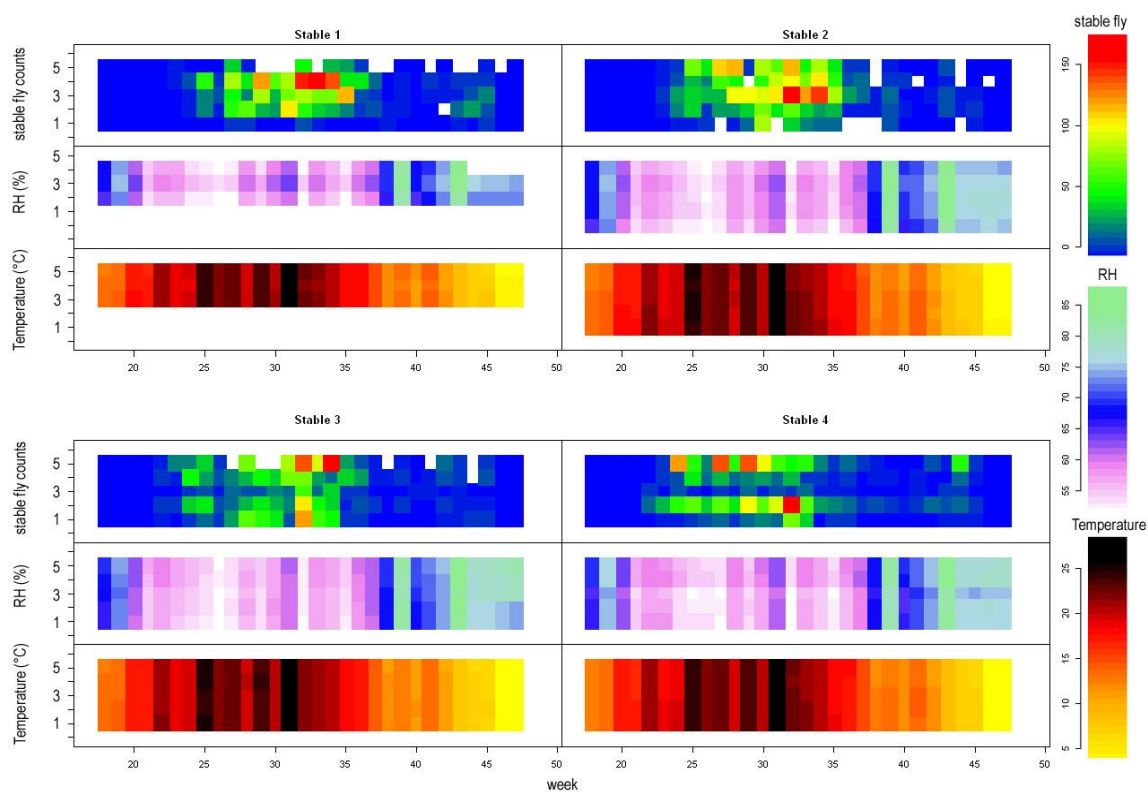 stable fly
Stable 1
Stable 2
stable fly counts
5
3
1
RH (%)
5
3
1
Temperature (°C)
5
3
1
20 25 30 35 40 45 50
20 25 30 35 40 45 50
150
100
50
0
RH
85
80
75
70
65
60
55
Stable 3
Stable 4
stable fly counts
5
3
1
RH (%)
5
3
1
Temperature (°C)
5
3
1
20 25 30 35 40 45 50
20 25 30 35 40 45 50
week
Temperature
25
20
15
10
5